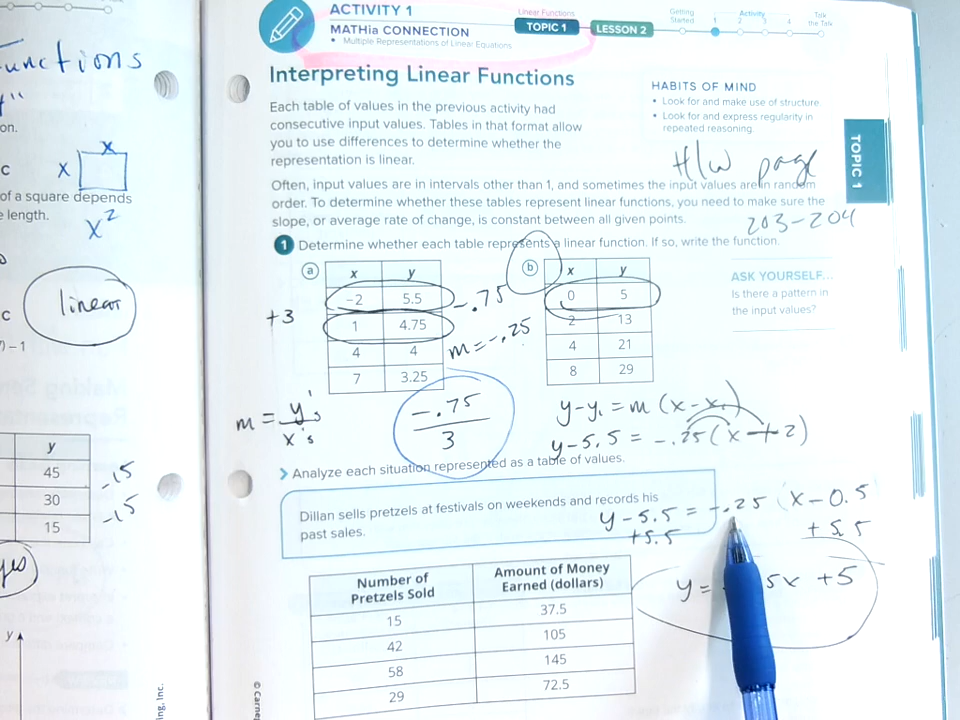 unctions
on.
c
x
x
of a square depends
e length.
x²
c
linear
) − 1
y
45
30
15
-15
-15
yes
y
ng, Inc.
© Carne
ACTIVITY 1
MATHia CONNECTION
• Multiple Representations of Linear Equations
Linear Functions
TOPIC 1
LESSON 2
Getting Started
Activity
1 2 3 4
Talk the Talk
Interpreting Linear Functions
Each table of values in the previous activity had
consecutive input values. Tables in that format allow
you to use differences to determine whether the
representation is linear.
HABITS OF MIND
• Look for and make use of structure.
• Look for and express regularity in
repeated reasoning.
TOPIC 1
H/W page
203-204
Often, input values are in intervals other than 1, and sometimes the input values are in random
order. To determine whether these tables represent linear functions, you need to make sure the
slope, or average rate of change, is constant between all given points.
1 Determine whether each table represents a linear function. If so, write the function.
a
x y
-2 5.5
1 4.75
4 4
7 3.25
+3
-.75
m=-.25
b
x y
0 5
2 13
4 21
8 29
ASK YOURSELF...
Is there a pattern in
the input values?
m = y's / x's
-.75 / 3
y-y₁ = m (x-x₁)
y-5.5 = -.25(x+2)
Analyze each situation represented as a table of values.
Dillan sells pretzels at festivals on weekends and records his
past sales.
y-5.5 = -.25 x-0.5
+5.5 +5.5
y= 5x +5
Number of Pretzels Sold Amount of Money Earned (dollars)
15 37.5
42 105
58 145
29 72.5